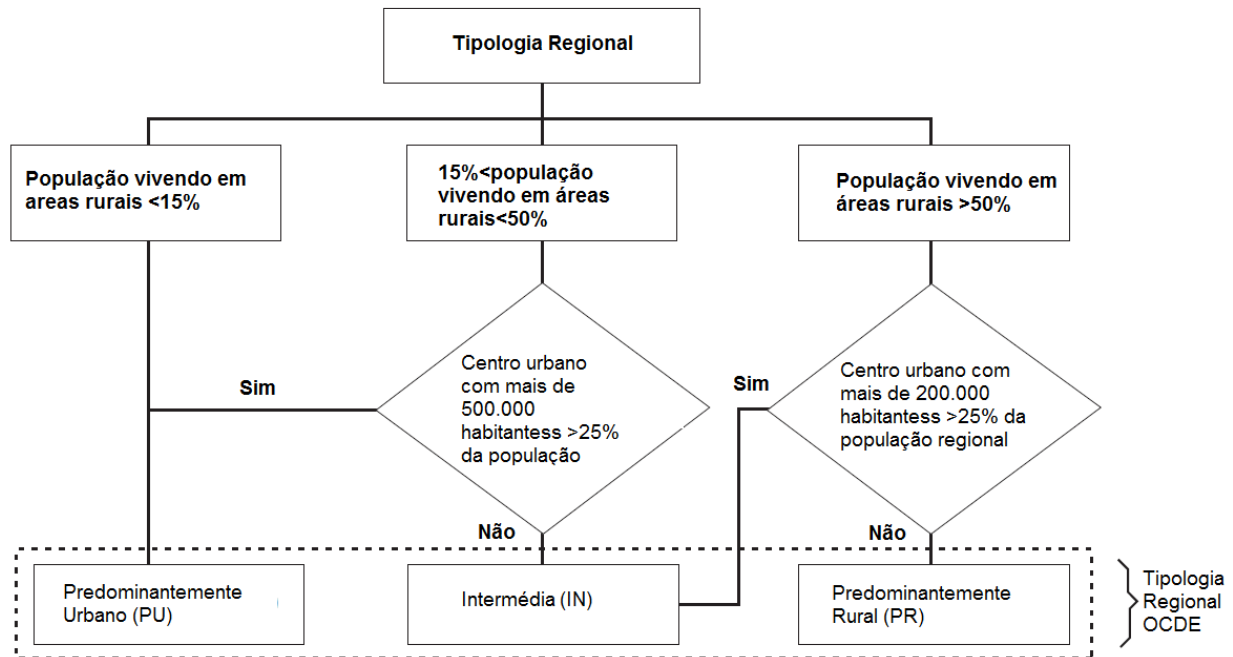 Tipologia Regional
População vivendo em
areas rurais <15%
15%<população
vivendo em áreas
rurais<50%
População vivendo em
áreas rurais >50%
Centro urbano
com mais de
500.000
habitantess >25%
da população
Centro urbano com
mais de 200.000
habitantess >25% da
população regional
Sim
Sim
Não
Não
Predominantemente
Urbano (PU)
Intermédia (IN)
Predominantemente
Rural (PR)
Tipologia
Regional
OCDE